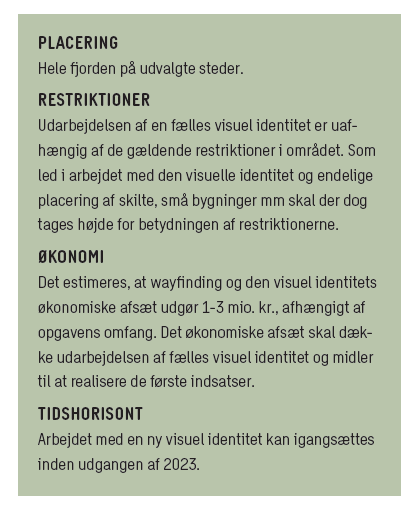 PLACERING
Hele fjorden på udvalgte steder.
RESTRIKTIONER
Udarbejdelsen af en fælles visuel identitet er uaf-
hængig af de gældende restriktioner i området. Som
led i arbejdet med den visuelle identitet og endelige
placering af skilte, små bygninger mm skal der dog
tages højde for betydningen af restriktionerne.
ØKONOMI
Det estimeres, at wayfinding og den visuel identitets
økonomiske afsæt udgør 1-3 mio. kr., afhængigt af
opgavens omfang. Det økonomiske afsæt skal dæk-
ke udarbejdelsen af fælles visuel identitet og midler
til at realisere de første indsatser.
TIDSHORISONT
Arbejdet med en ny visuel identitet kan igangsættes
inden udgangen af 2023.